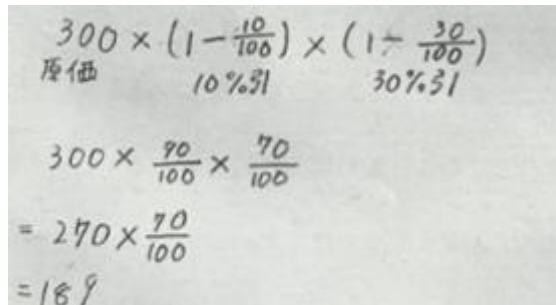 300 × (1 - 10/100) × (1 - 30/100)
原価 10%引 30%引
300 × 90/100 × 70/100
= 270 × 70/100
= 189